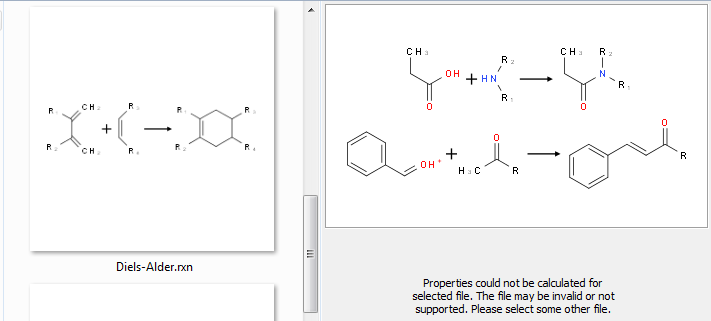 R₁ CH₂ R₃ R₁ R₃
+
R₂ CH₂ R₄ R₂ R₄
Diels-Alder.rxn
CH₃ R₂ CH₃ R₂
OH + HN N
O R₁ O R₁
O O
OH⁺ + H₃C R R
Properties could not be calculated for
selected file. The file may be invalid or not
supported. Please select some other file.